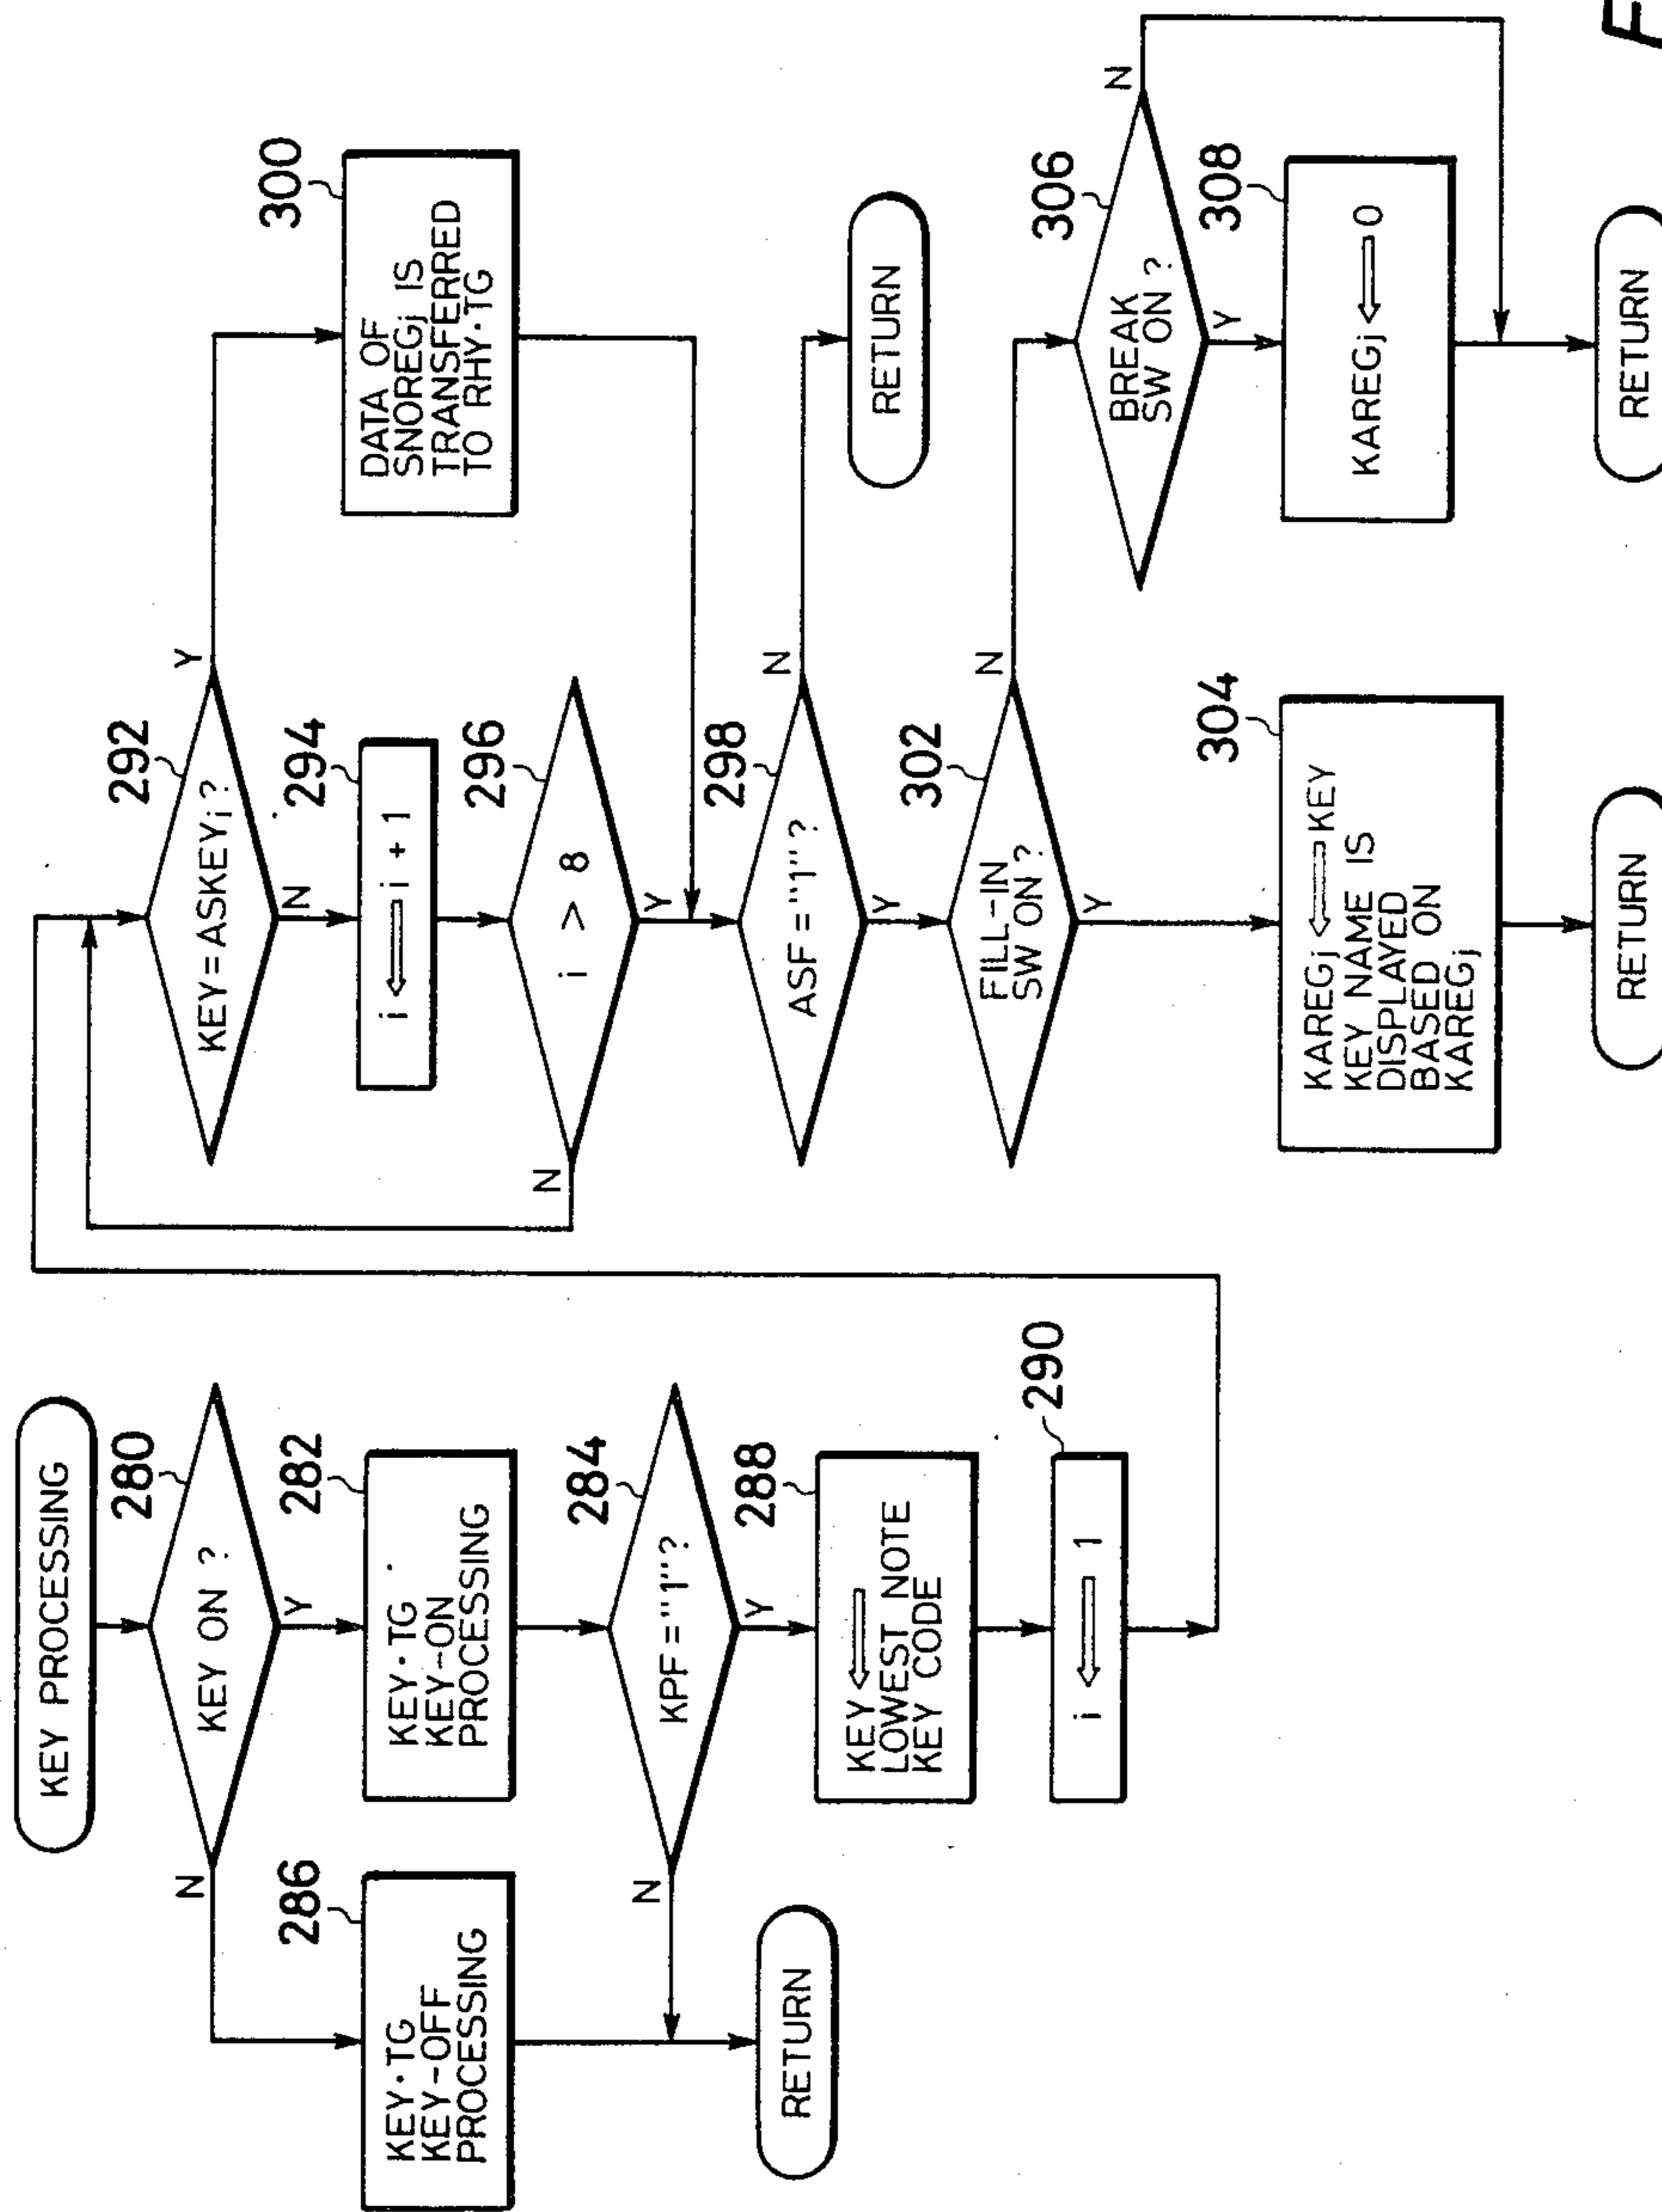 KEY PROCESSING
280
KEY ON ?
N
Y
286
KEY·TG
KEY-OFF
PROCESSING
282
KEY·TG
KEY-ON
PROCESSING
284
KPF="1"?
N
Y
RETURN
288
KEY⇐
LOWEST NOTE
KEY CODE
290
i ⇐ 1
292
KEY=ASKEYi?
Y
N
294
i ⇐ i + 1
296
i > 8
N
Y
300
DATA OF
SNOREGj IS
TRANSFERRED
TO RHY·TG
298
ASF="1"?
N
Y
RETURN
302
FILL-IN
SW ON ?
N
Y
304
KAREGj ⇐ KEY
KEY NAME IS
DISPLAYED
BASED ON
KAREGj
RETURN
306
BREAK
SW ON ?
N
Y
308
KAREGj ⇐ 0
RETURN